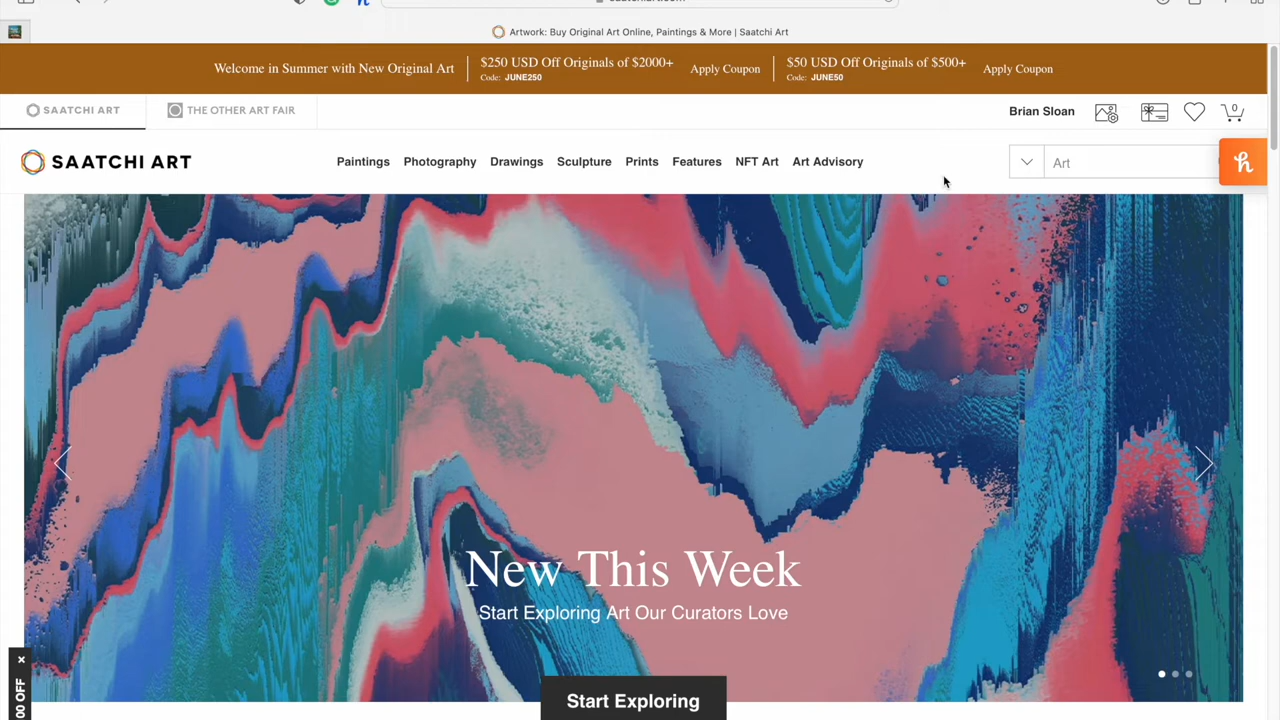 Artwork: Buy Original Art Online, Paintings & More | Saatchi Art
Welcome in Summer with New Original Art
$250 USD Off Originals of $2000+
Code: JUNE250
Apply Coupon
$50 USD Off Originals of $500+
Code: JUNE50
Apply Coupon
SAATCHI ART
THE OTHER ART FAIR
Brian Sloan
0
SAATCHI ART
Paintings Photography Drawings Sculpture Prints Features NFT Art Art Advisory
Art
h
New This Week
Start Exploring Art Our Curators Love
Start Exploring
00 OFF